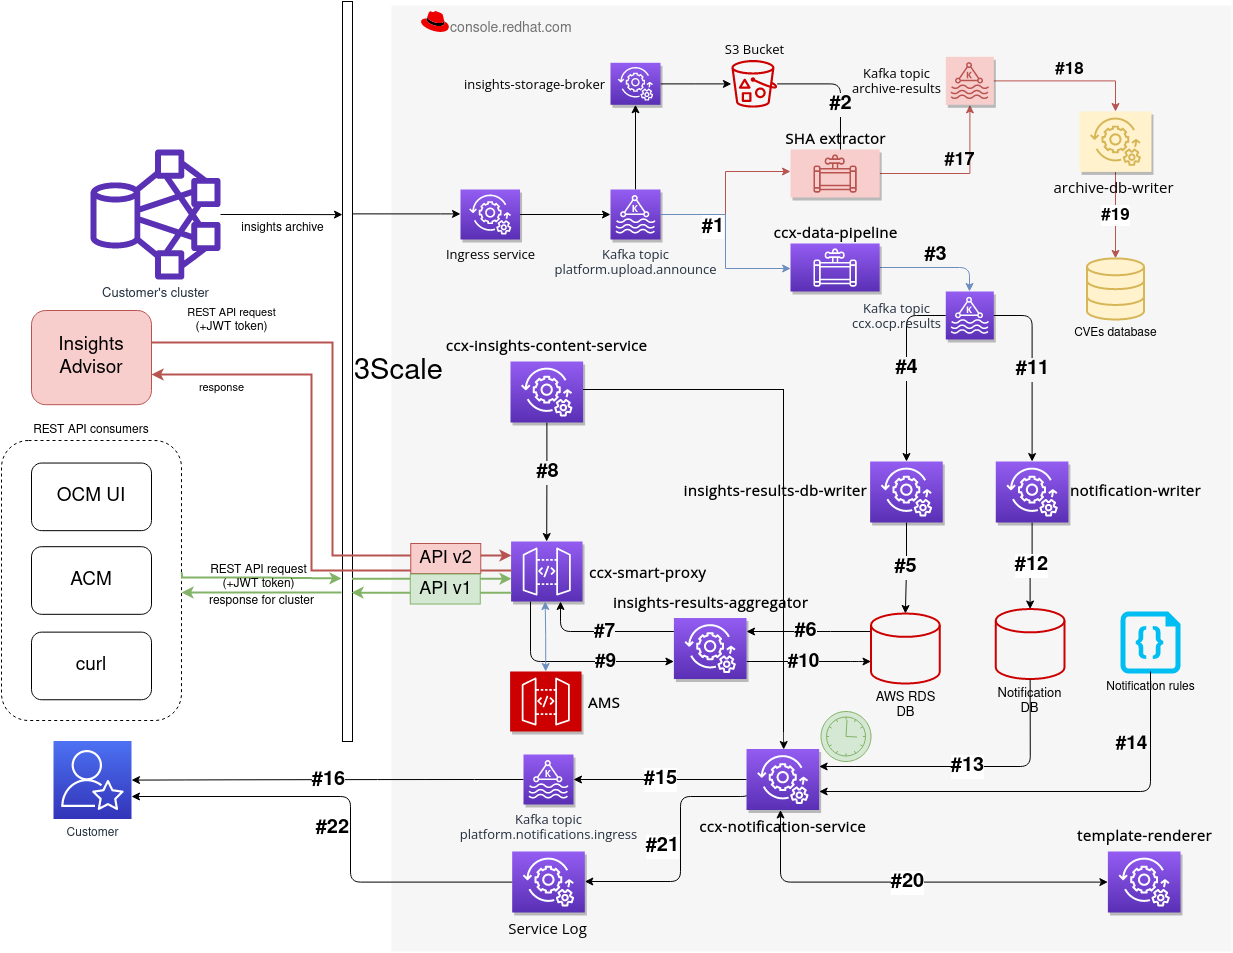 console.redhat.com
S3 Bucket
insights-storage-broker
Kafka topic
archive-results
#18
#2
SHA extractor
#17
archive-db-writer
#19
insights archive
Ingress service
#1
Kafka topic
platform.upload.announce
ccx-data-pipeline
#3
Customer's cluster
Kafka topic
ccx.ocp.results
CVEs database
REST API request
(+JWT token)
Insights
Advisor
response
3Scale
ccx-insights-content-service
#4
#11
REST API consumers
OCM UI
#8
insights-results-db-writer
notification-writer
API v2
ACM
REST API request
(+JWT token)
response for cluster
API v1
ccx-smart-proxy
#5
#12
insights-results-aggregator
#7
#6
#9
#10
curl
AMS
AWS RDS
DB
Notification
DB
{}
Notification rules
#14
#13
#16
#15
Customer
Kafka topic
platform.notifications.ingress
ccx-notification-service
#22
#21
template-renderer
#20
Service Log
K
K
K
K